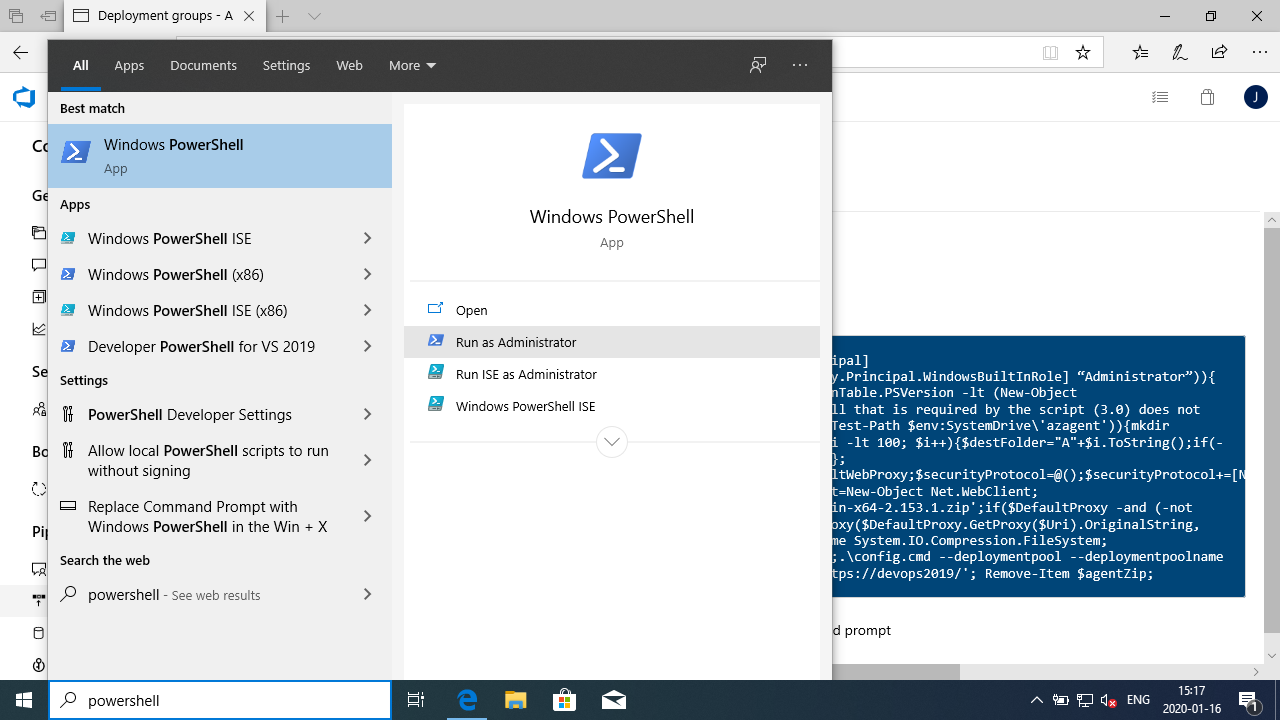 Deployment groups - A
All
Apps
Documents
Settings
Web
More
J
Best match
Windows PowerShell
App
Apps
Windows PowerShell ISE
Windows PowerShell (x86)
Windows PowerShell ISE (x86)
Developer PowerShell for VS 2019
Settings
PowerShell Developer Settings
Allow local PowerShell scripts to run
without signing
Replace Command Prompt with
Windows PowerShell in the Win + X
Search the web
powershell - See web results
Windows PowerShell
App
Open
Run as Administrator
Run ISE as Administrator
Windows PowerShell ISE
Co
Ge
Se
Bo
Pip
ipal]
y.Principal.WindowsBuiltInRole] “Administrator”)){
nTable.PSVersion -lt (New-Object
ll that is required by the script (3.0) does not
Test-Path $env:SystemDrive\'azagent')){mkdir
i -lt 100; $i++){$destFolder="A"+$i.ToString();if(-
};
ltWebProxy;$securityProtocol=@();$securityProtocol+=[N
t=New-Object Net.WebClient;
in-x64-2.153.1.zip';if($DefaultProxy -and (-not
oxy($DefaultProxy.GetProxy($Uri).OriginalString,
me System.IO.Compression.FileSystem;
;.\config.cmd --deploymentpool --deploymentpoolname
tps://devops2019/'; Remove-Item $agentZip;
d prompt
powershell
ENG
15:17
2020-01-16
1